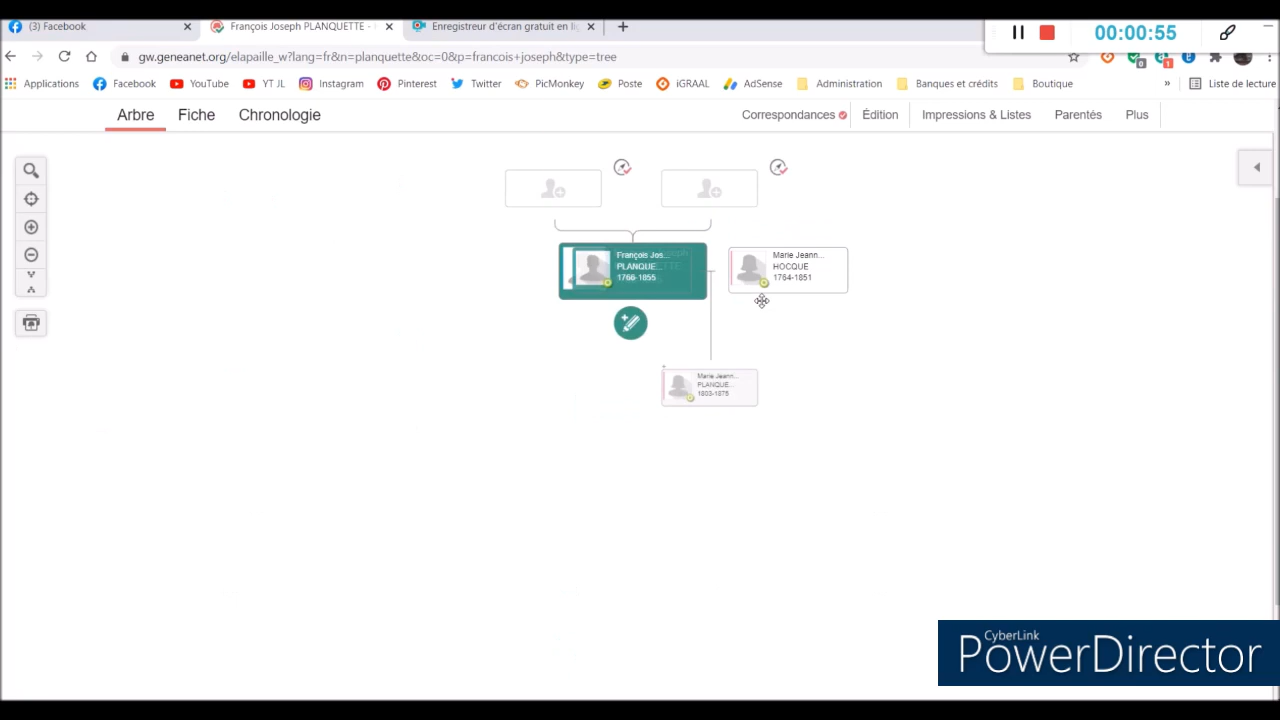 (3) Facebook
François Joseph PLANQUETTE -
Enregistreur d'écran gratuit en li
00:00:55
gw.geneanet.org/elapaille_w?lang=fr&n=planquette&oc=0&p=francois+joseph&type=tree
0
1
Applications
Facebook
YouTube
YT JL
Instagram
Pinterest
Twitter
PicMonkey
Poste
iGRAAL
AdSense
Administration
Banques et crédits
Boutique
»
Liste de lecture
Arbre
Fiche
Chronologie
Correspondances
Édition
Impressions & Listes
Parentés
Plus
François Jos...
PLANQUE...
1766-1855
Marie Jeann...
HOCQUE
1764-1851
Marie Jeann...
PLANQUE...
1803-1875
CyberLink
PowerDirector